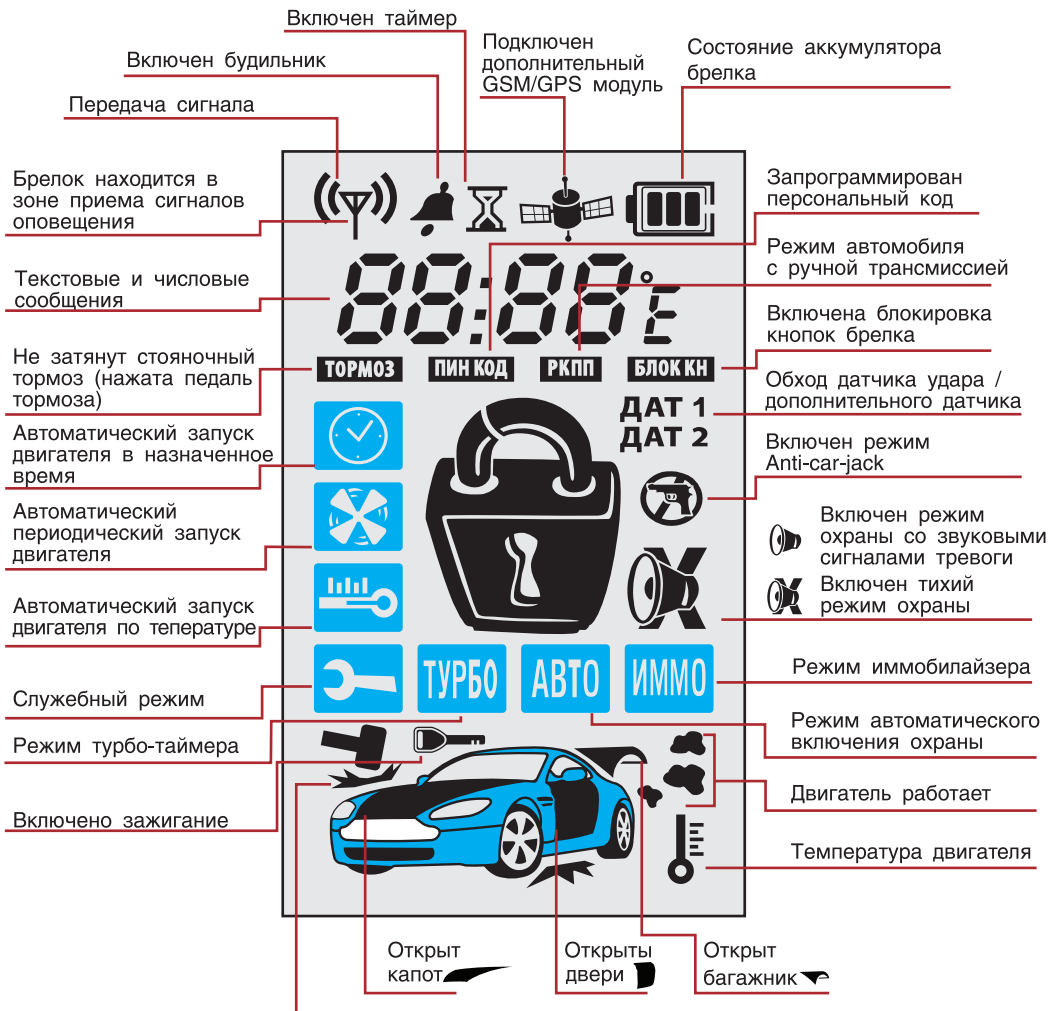 Включен таймер
Включен будильник
Передача сигнала
Подключен
дополнительный
GSM/GPS модуль
Состояние аккумулятора
брелка
Брелок находится в
зоне приема сигналов
оповещения
Текстовые и числовые
сообщения
Не затянут стояночный
тормоз (нажата педаль
тормоза)
Автоматический запуск
двигателя в назначенное
время
Автоматический
периодический запуск
двигателя
Автоматический запуск
двигателя по тепературе
Служебный режим
Режим турбо-таймера
Включено зажигание
88:88°E
ТОРМОЗ ПИН КОД РКПП БЛОК КН
ДАТ 1
ДАТ 2
ТУРБО АВТО ИММО
Запрограммирован
персональный код
Режим автомобиля
с ручной трансмиссией
Включена блокировка
кнопок брелка
Обход датчика удара /
дополнительного датчика
Включен режим
Anti-car-jack
Включен режим
охраны со звуковыми
сигналами тревоги
Включен тихий
режим охраны
Режим иммобилайзера
Режим автоматического
включения охраны
Двигатель работает
Температура двигателя
Открыт
капот
Открыты
двери
Открыт
багажник